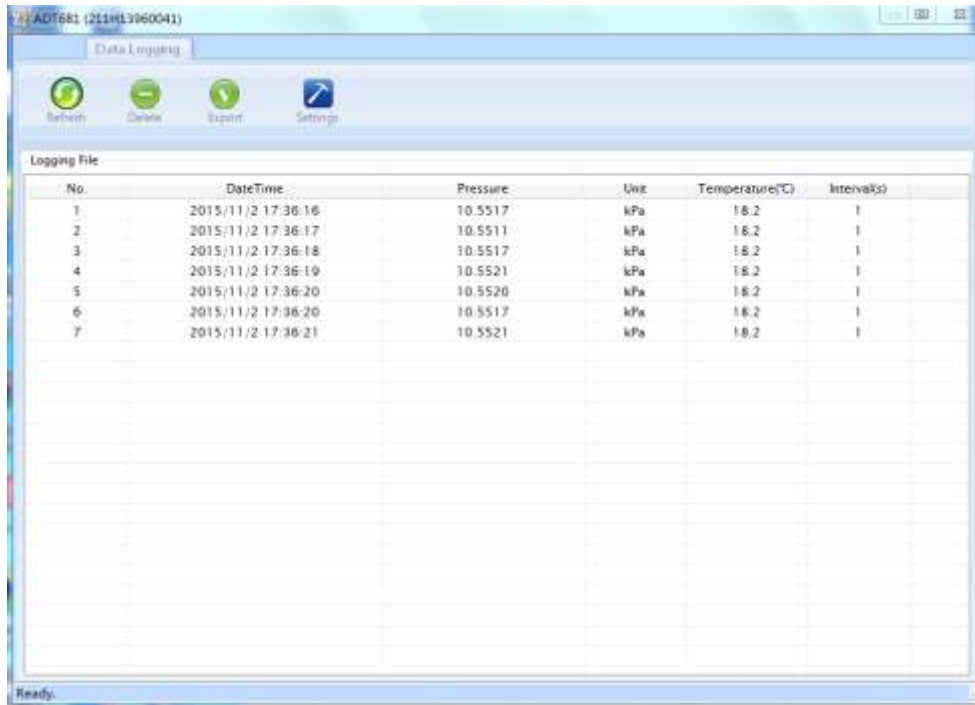 ADT681 (211H13960041)
Data Logging
Refresh Delete Export Settings
Logging File
No. DateTime Pressure Unit Temperature(℃) Interval(s)
1 2015/11/2 17:36:16 10.5517 kPa 18.2 1
2 2015/11/2 17:36:17 10.5511 kPa 18.2 1
3 2015/11/2 17:36:18 10.5517 kPa 18.2 1
4 2015/11/2 17:36:19 10.5521 kPa 18.2 1
5 2015/11/2 17:36:20 10.5520 kPa 18.2 1
6 2015/11/2 17:36:20 10.5517 kPa 18.2 1
7 2015/11/2 17:36:21 10.5521 kPa 18.2 1
Ready.